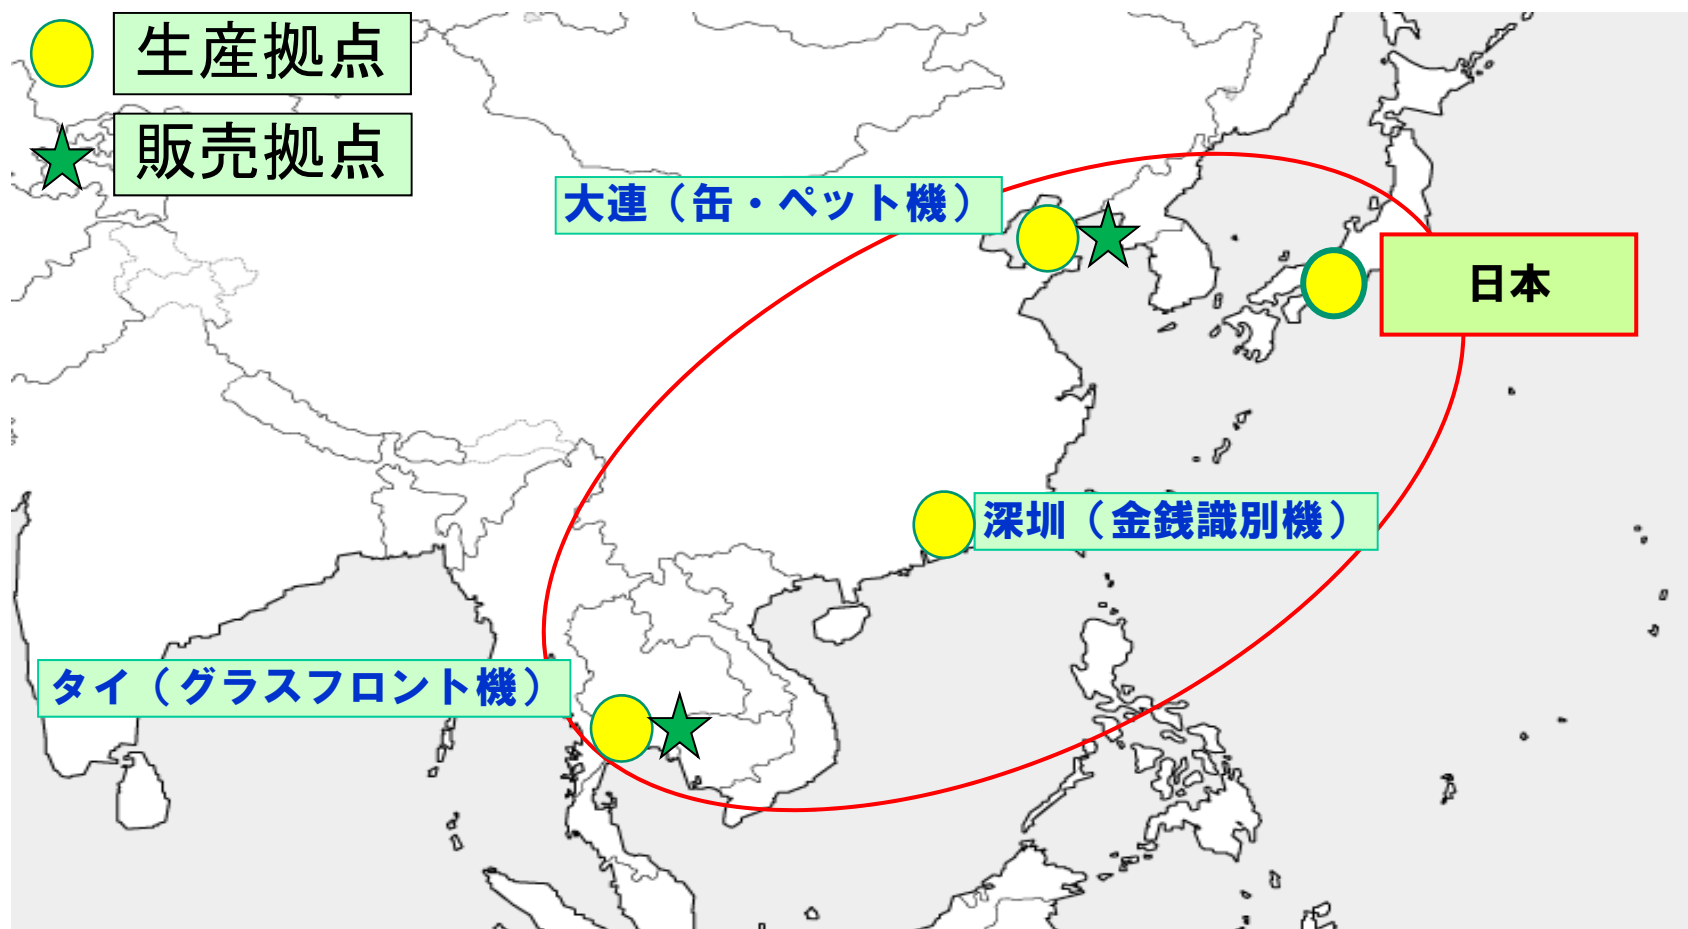 生産拠点
販売拠点
大連（缶・ペット機）
日本
深圳（金銭識別機）
タイ（グラスフロント機）